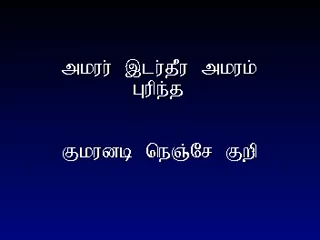 அமரர் இடர்தீர அமரம்
புரிந்த
குமரனடி நெஞ்சே குறி